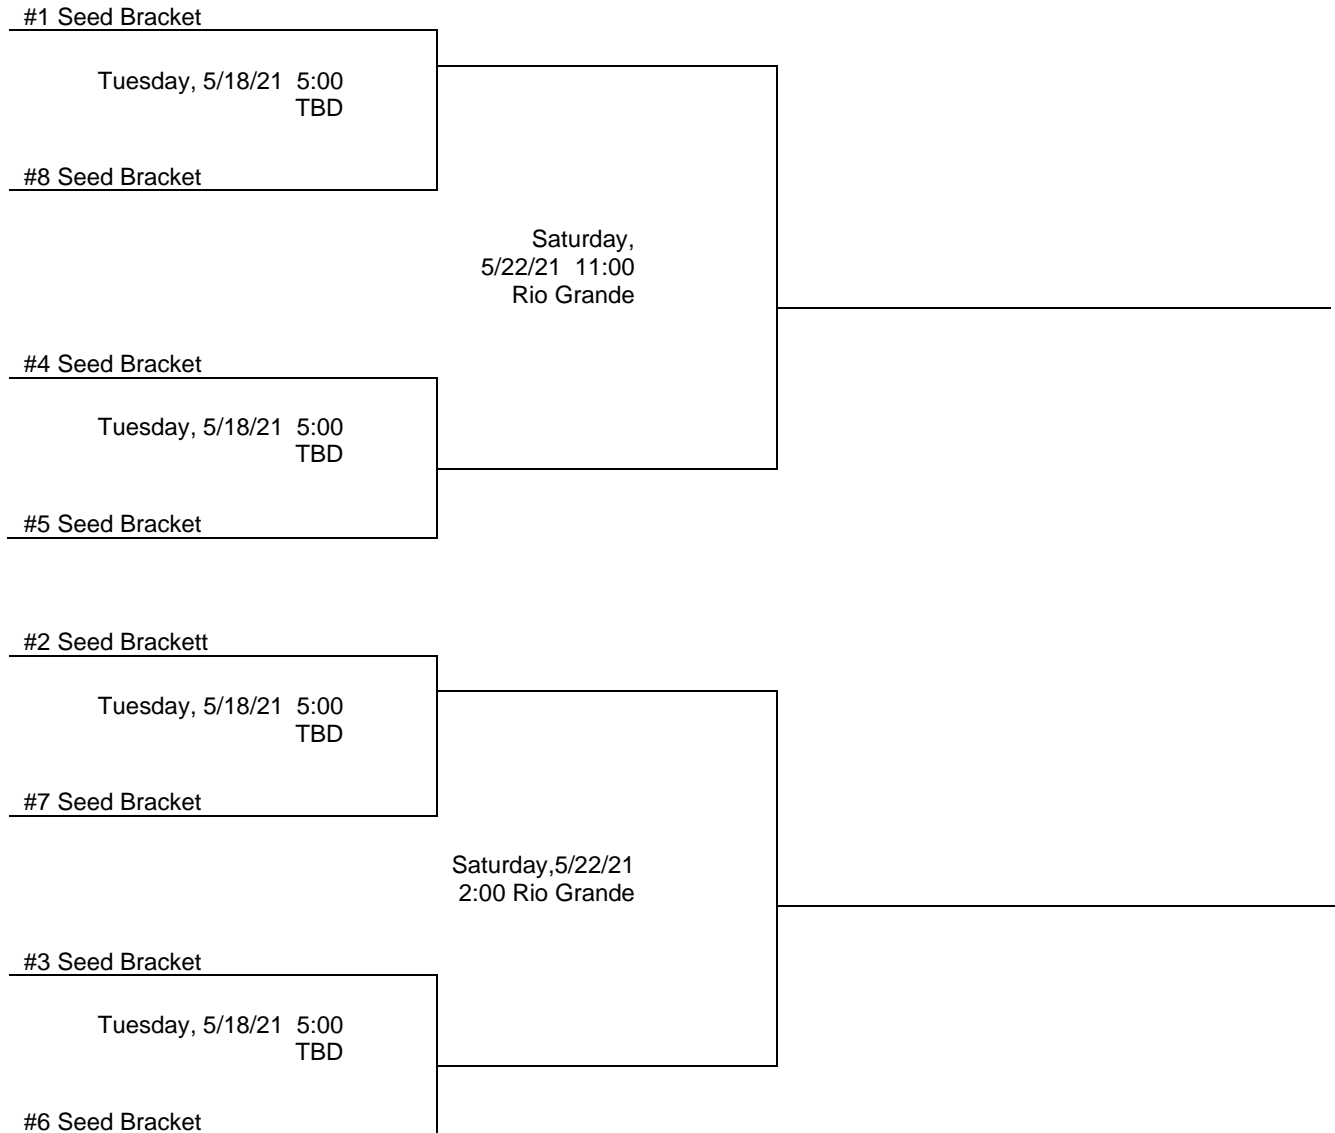 #1 Seed Bracket
Tuesday, 5/18/21 5:00
TBD
#8 Seed Bracket
Saturday,
5/22/21 11:00
Rio Grande
#4 Seed Bracket
Tuesday, 5/18/21 5:00
TBD
#5 Seed Bracket
#2 Seed Brackett
Tuesday, 5/18/21 5:00
TBD
#7 Seed Bracket
Saturday,5/22/21
2:00 Rio Grande
#3 Seed Bracket
Tuesday, 5/18/21 5:00
TBD
#6 Seed Bracket